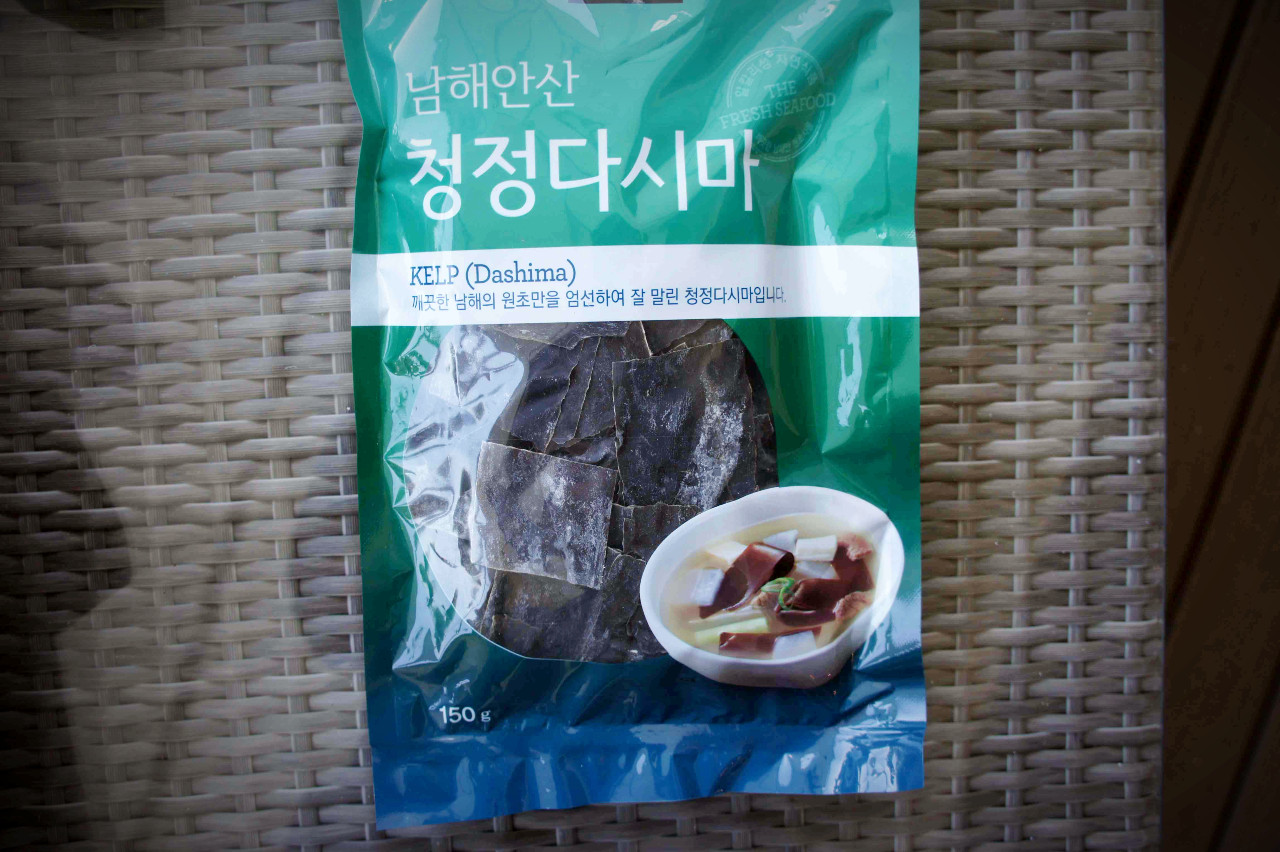 남해안산
THE
FRESH SEAFOOD
청정다시마
KELP (Dashima)
깨끗한 남해의 원초만을 엄선하여 잘 말린 청정다시마입니다.
150 g